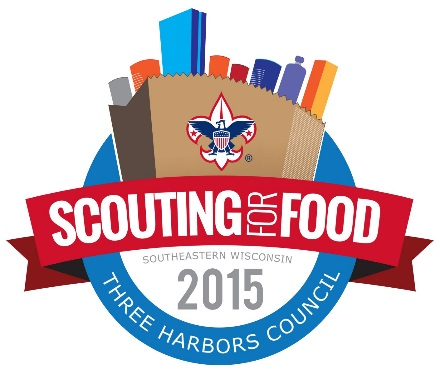 ®
SCOUTING FOR FOOD
SOUTHEASTERN WISCONSIN
2015
THREE HARBORS COUNCIL